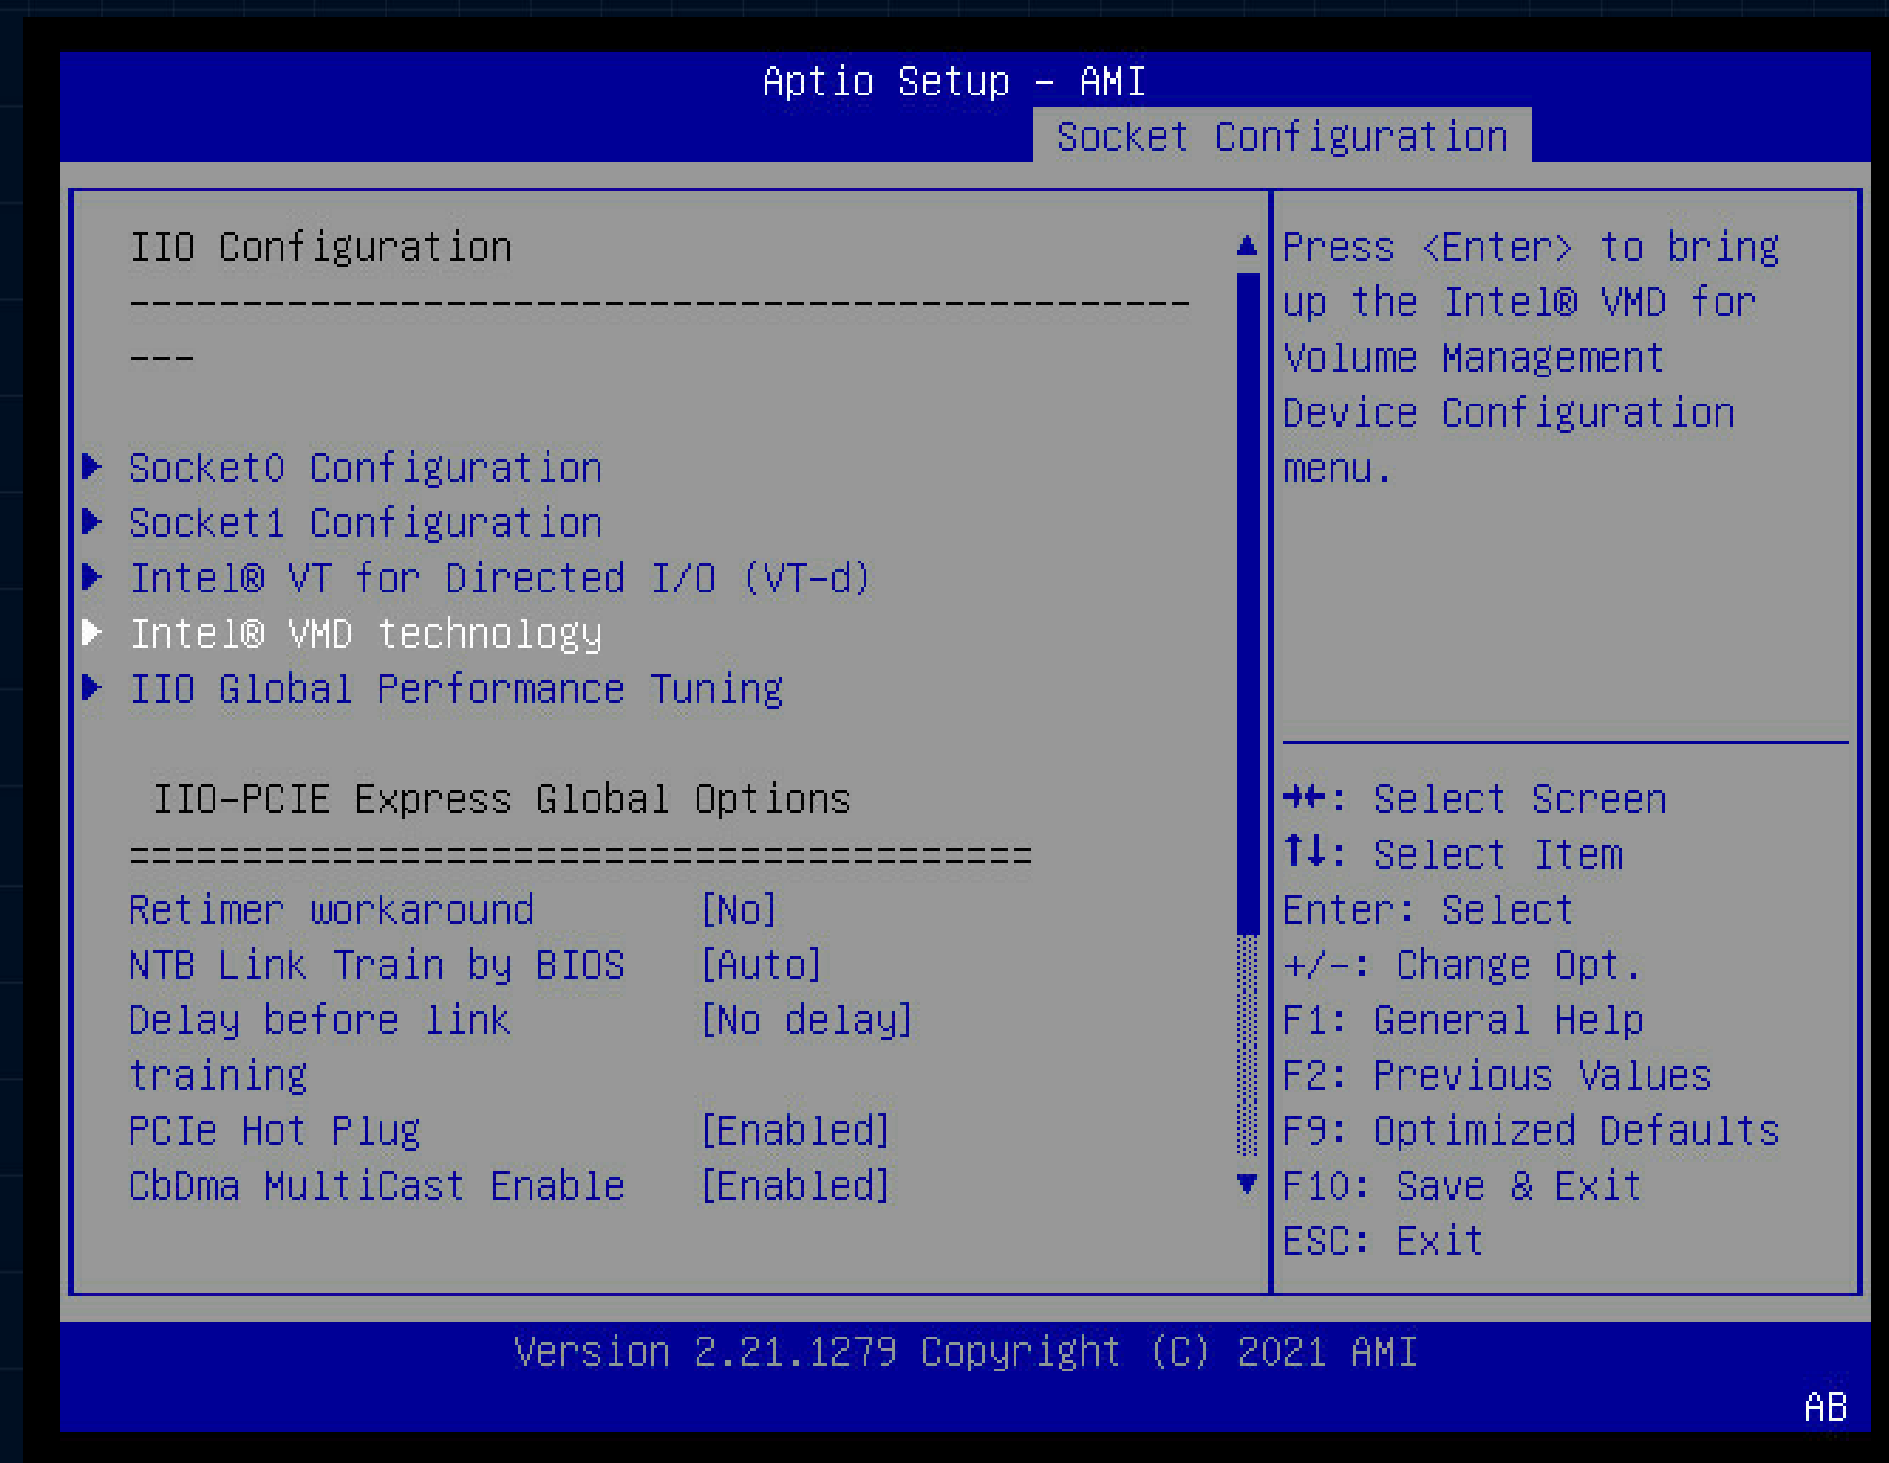 Aptio Setup – AMI
Socket Configuration
IIO Configuration
-----------------------------------------------
---
Socket0 Configuration
Socket1 Configuration
Intel® VT for Directed I/O (VT-d)
Intel® VMD technology
IIO Global Performance Tuning
IIO-PCIE Express Global Options
========================================
Retimer workaround [No]
NTB Link Train by BIOS [Auto]
Delay before link [No delay]
training
PCIe Hot Plug [Enabled]
CbDma MultiCast Enable [Enabled]
Press <Enter> to bring
up the Intel® VMD for
Volume Management
Device Configuration
menu.
→←: Select Screen
↑↓: Select Item
Enter: Select
+/-: Change Opt.
F1: General Help
F2: Previous Values
F9: Optimized Defaults
F10: Save & Exit
ESC: Exit
Version 2.21.1279 Copyright (C) 2021 AMI
AB